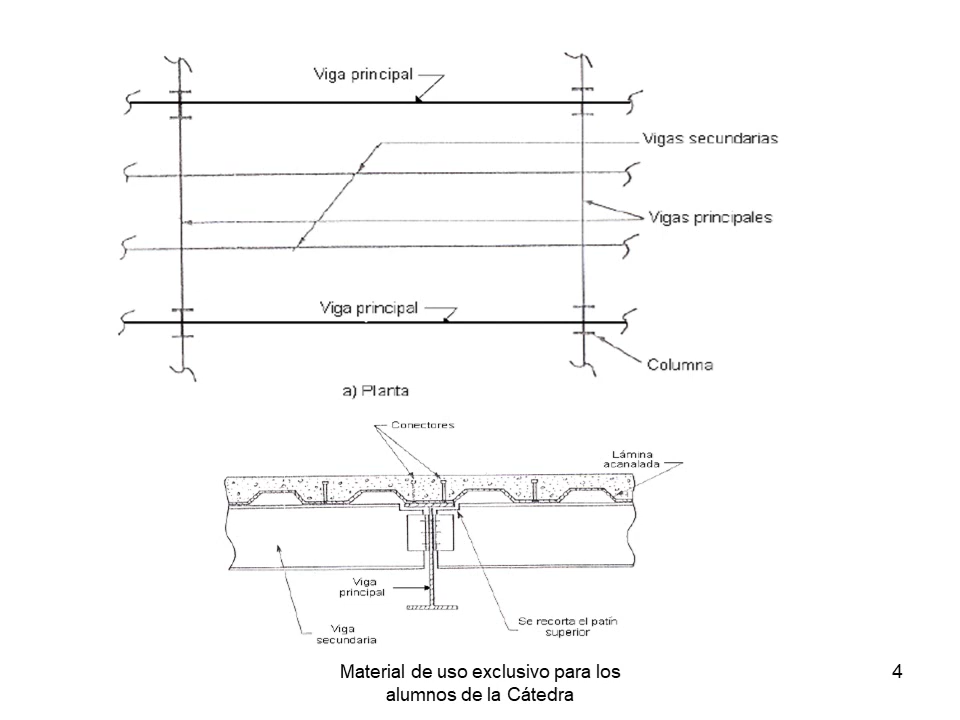 Viga principal
Vigas secundarias
Vigas principales
Viga principal
Columna
a) Planta
Conectores
Lámina
acanalada
Viga
principal
Se recorta el patín
superior
Viga
secundaria
Material de uso exclusivo para los
alumnos de la Cátedra
4